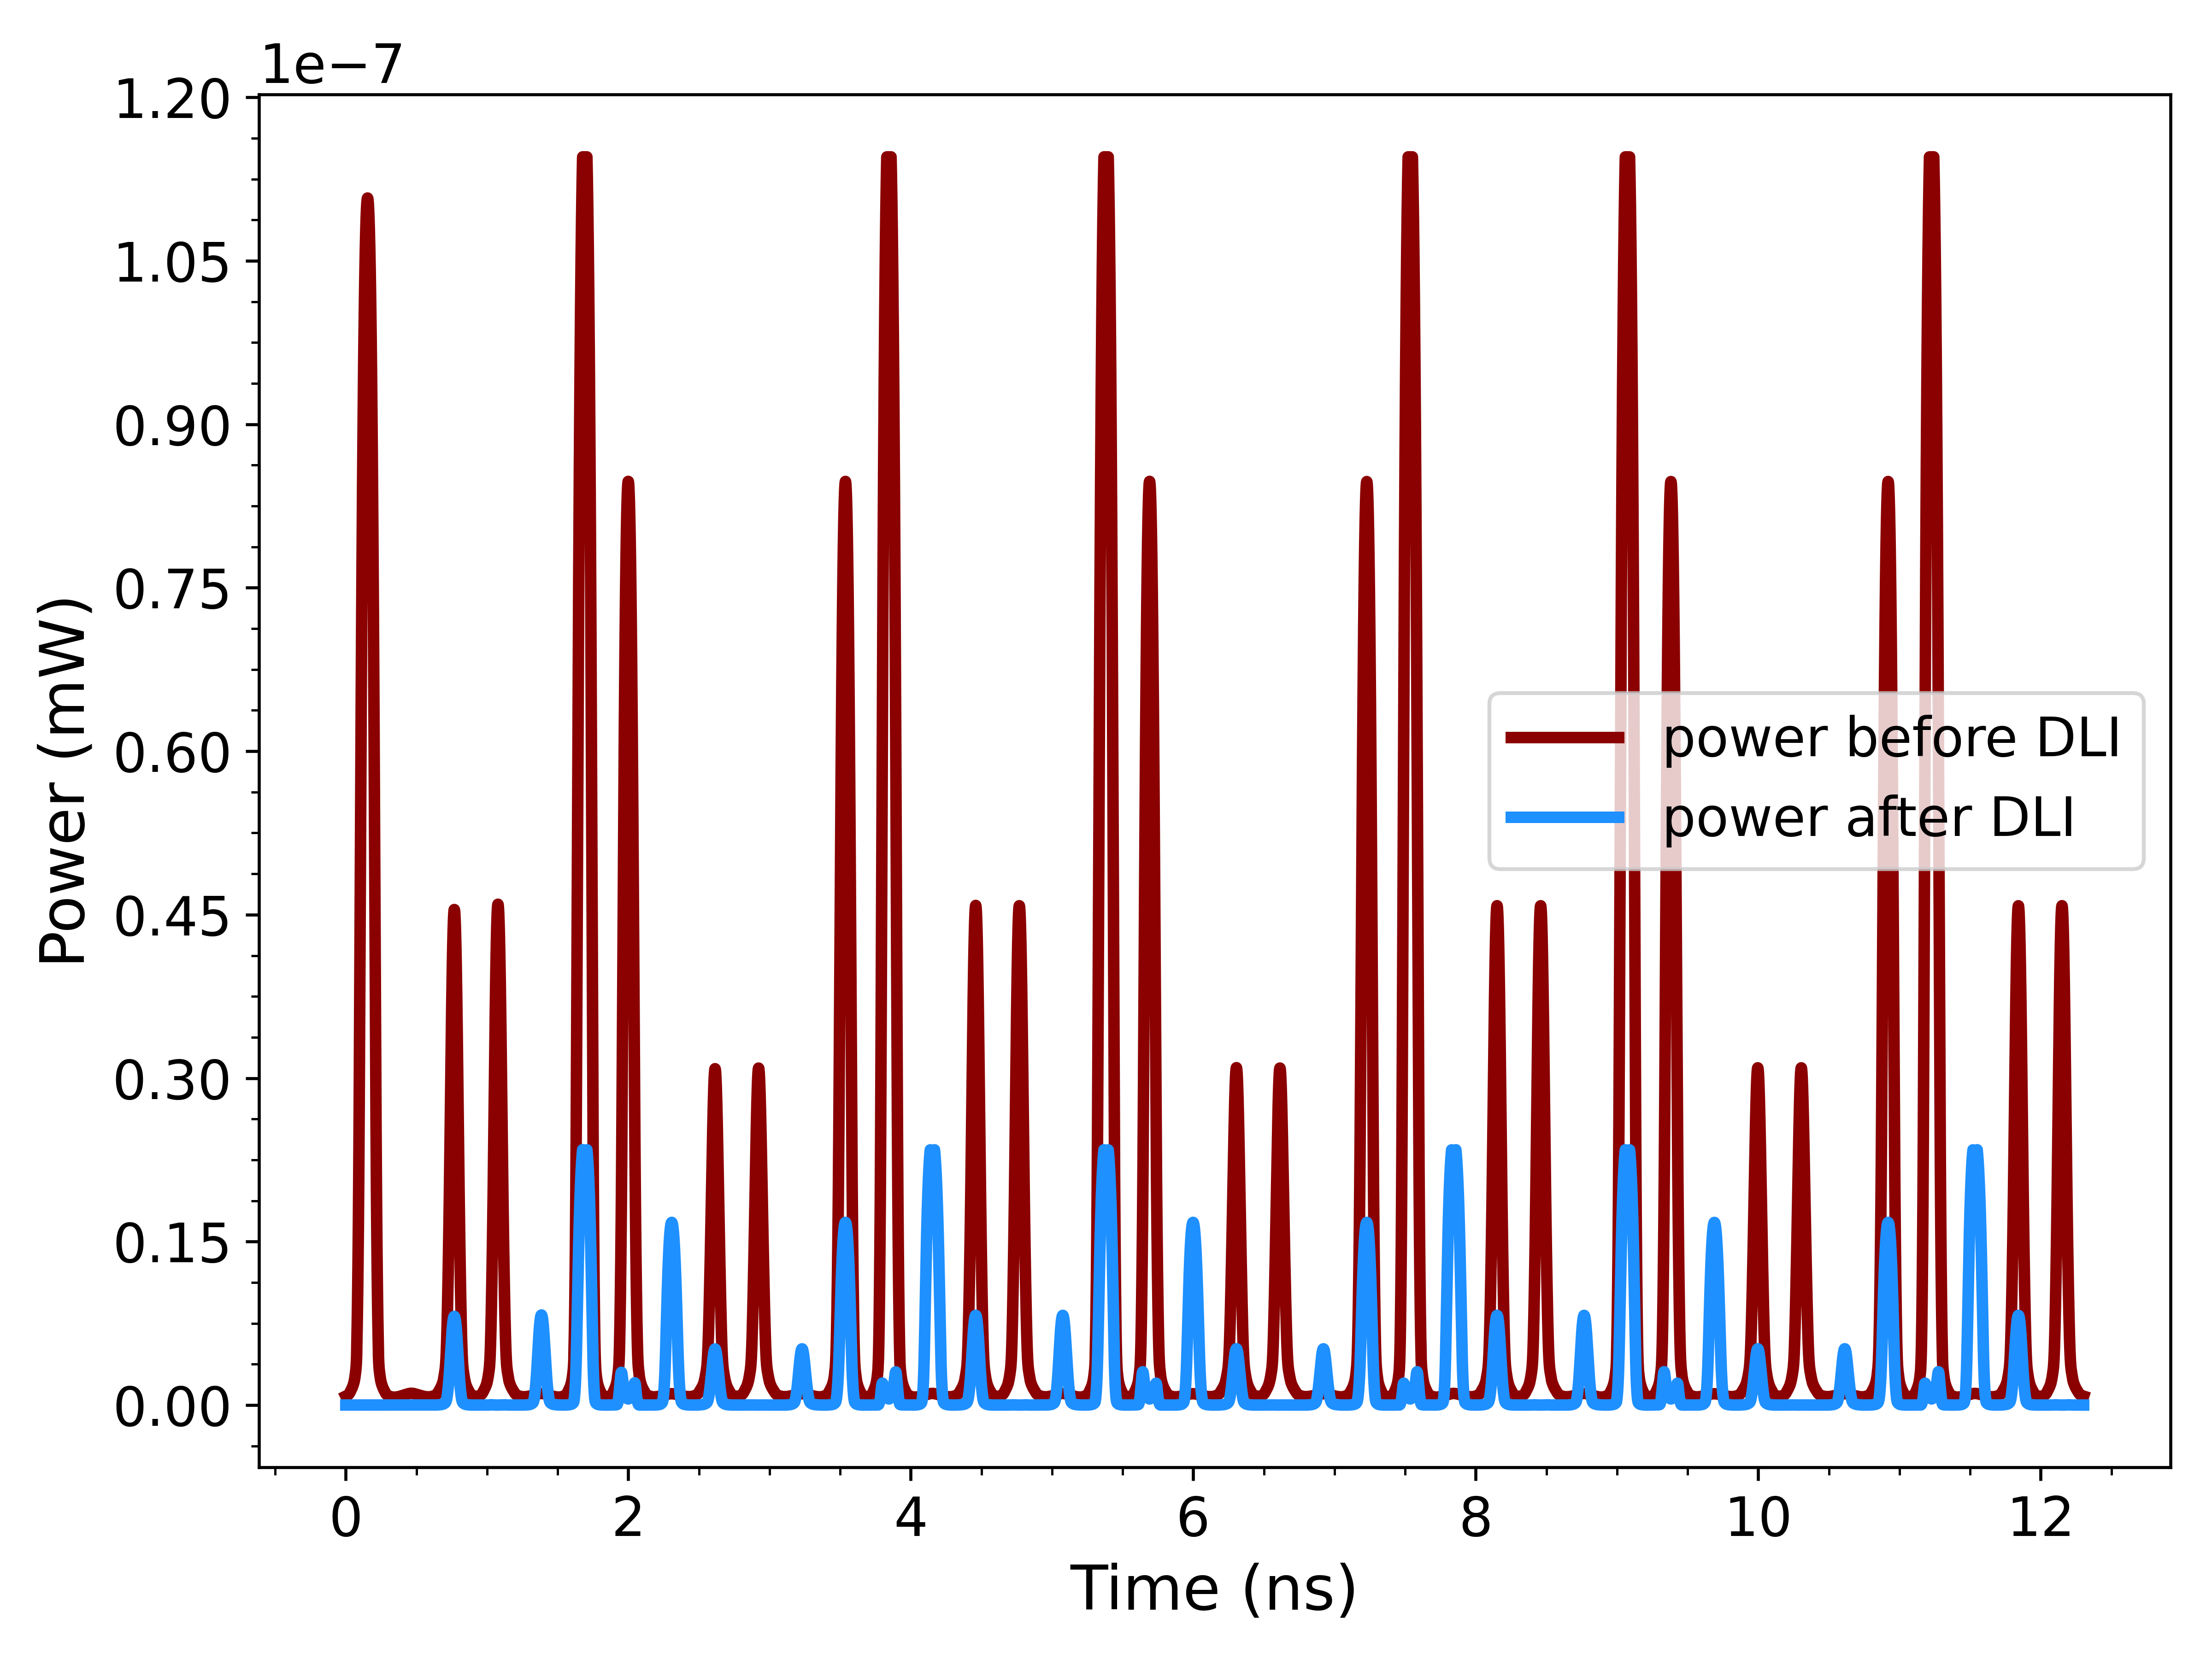 1e−7
1.20
1.05
0.90
0.75
0.60
0.45
0.30
0.15
0.00
Power (mW)
power before DLI
power after DLI
0 2 4 6 8 10 12
Time (ns)